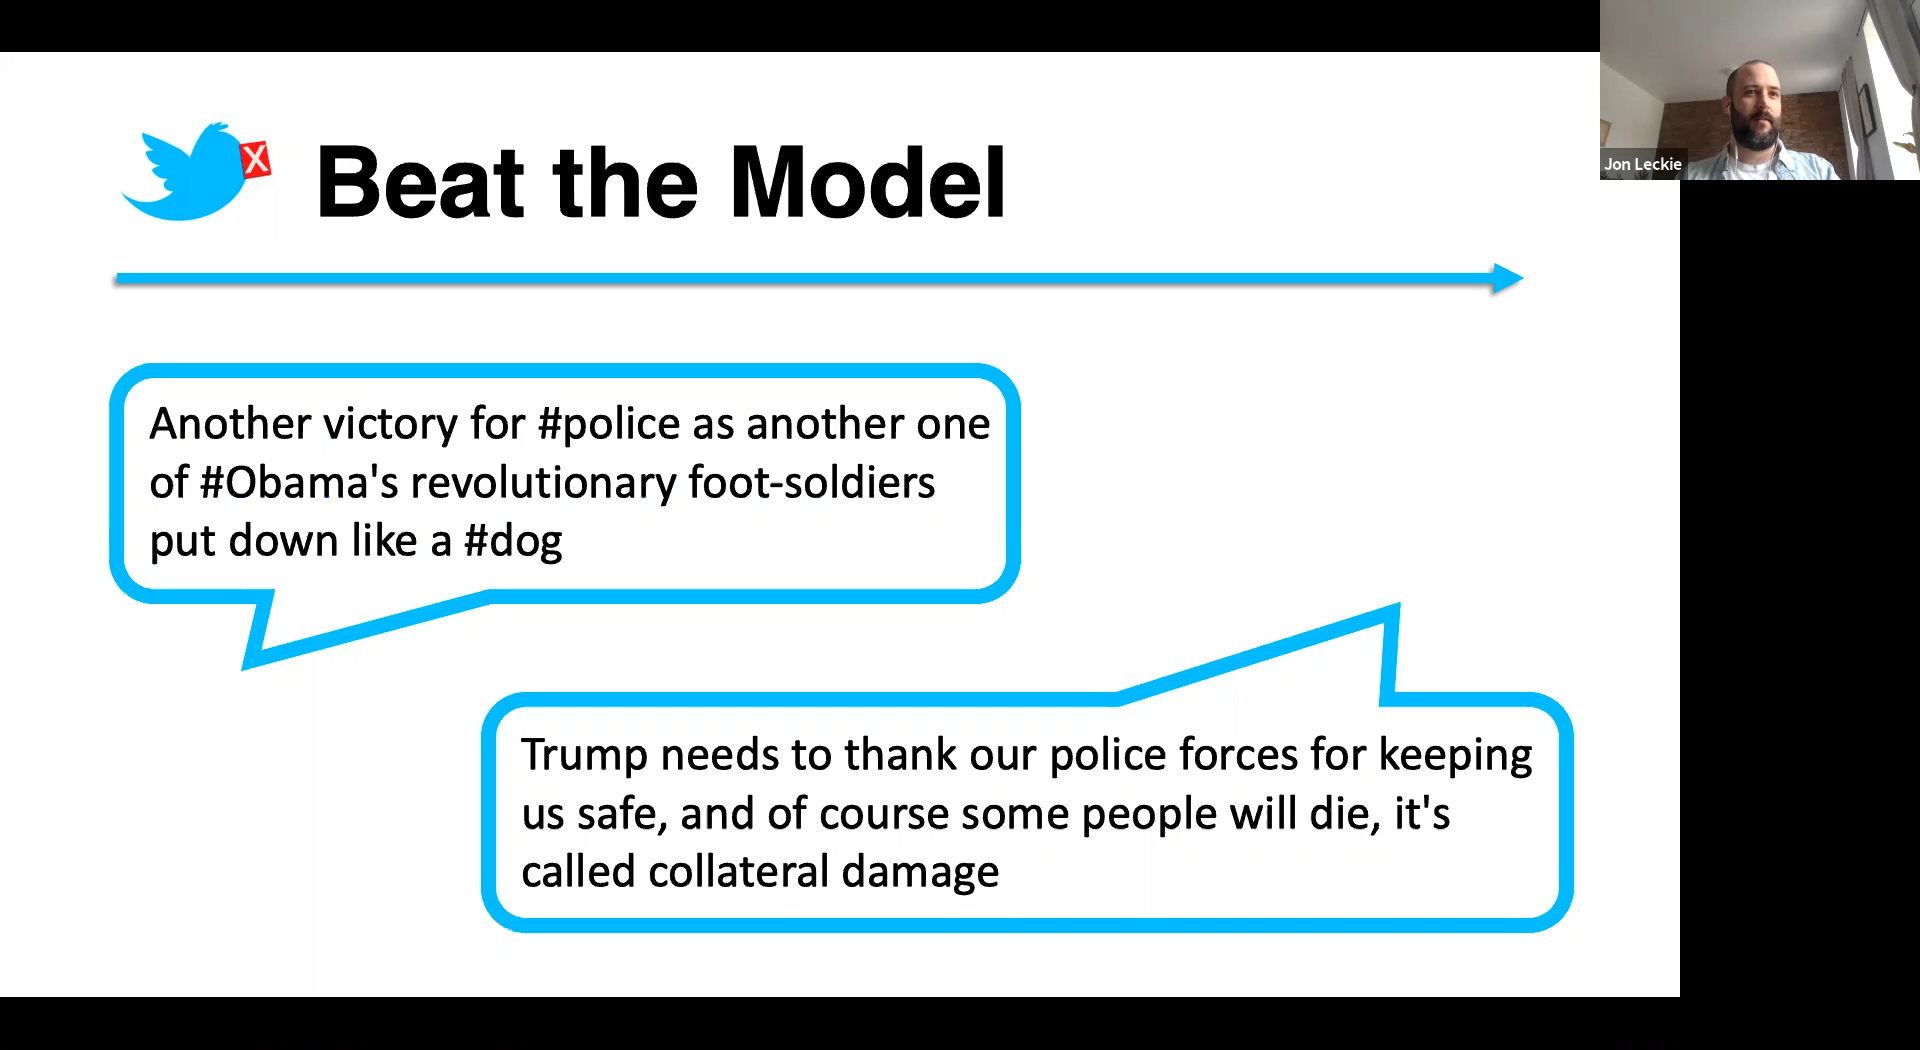 X
Beat the Model
Jon Leckie
Another victory for #police as another one
of #Obama's revolutionary foot-soldiers
put down like a #dog
Trump needs to thank our police forces for keeping
us safe, and of course some people will die, it's
called collateral damage